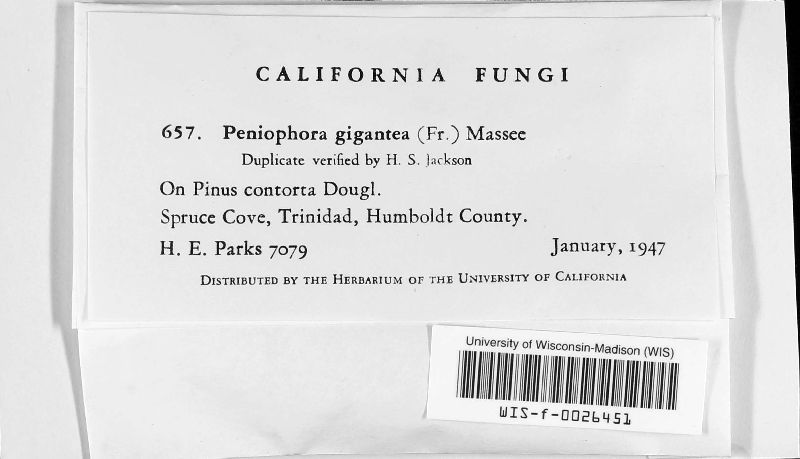 CALIFORNIA FUNGI
657. Peniophora gigantea (Fr.) Massee
Duplicate verified by H. S. Jackson
On Pinus contorta Dougl.
Spruce Cove, Trinidad, Humboldt County.
H. E. Parks 7079 January, 1947
Distributed by the Herbarium of the University of California
University of Wisconsin-Madison (WIS)
WIS-f-0026451